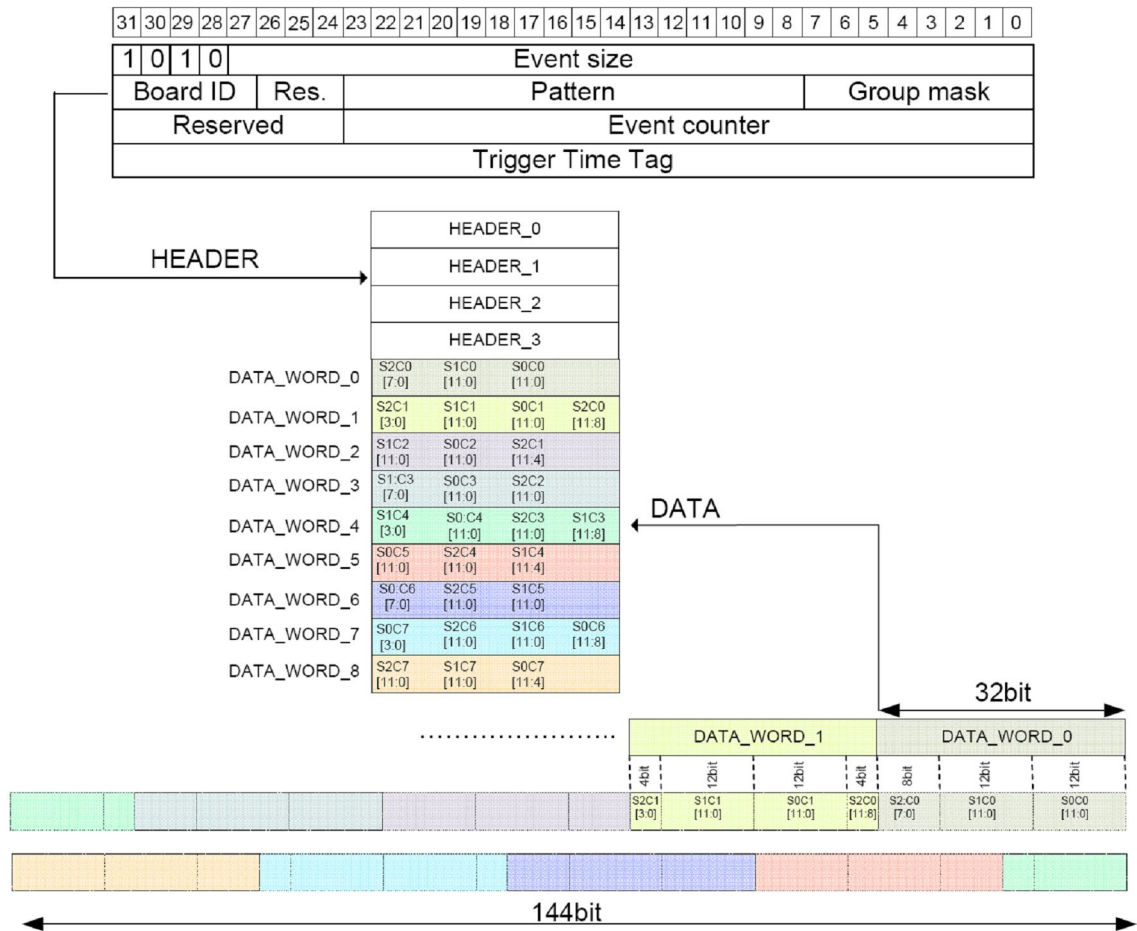 31 30 29 28 27 26 25 24 23 22 21 20 19 18 17 16 15 14 13 12 11 10 9 8 7 6 5 4 3 2 1 0
1 0 1 0 Event size
Board ID Res. Pattern Group mask
Reserved Event counter
Trigger Time Tag
HEADER
HEADER_0
HEADER_1
HEADER_2
HEADER_3
DATA_WORD_0 S2C0 S1C0 S0C0
[7:0] [11:0] [11:0]
DATA_WORD_1 S2C1 S1C1 S0C1 S2C0
[3:0] [11:0] [11:0] [11:8]
DATA_WORD_2 S1C2 S0C2 S2C1
[11:0] [11:0] [11:4]
DATA_WORD_3 S1:C3 S0C3 S2C2
[7:0] [11:0] [11:0]
DATA_WORD_4 S1C4 S0:C4 S2C3 S1C3
[3:0] [11:0] [11:0] [11:8]
DATA
DATA_WORD_5 S0C5 S2C4 S1C4
[11:0] [11:0] [11:4]
DATA_WORD_6 S0:C6 S2C5 S1C5
[7:0] [11:0] [11:0]
DATA_WORD_7 S0C7 S2C6 S1C6 S0C6
[3:0] [11:0] [11:0] [11:8]
DATA_WORD_8 S2C7 S1C7 S0C7
[11:0] [11:0] [11:4]
32bit
DATA_WORD_1 DATA_WORD_0
4bit 12bit 12bit 4bit 8bit 12bit 12bit
S2C1 S1C1 S0C1 S2C0 S2:C0 S1C0 S0C0
[3:0] [11:0] [11:0] [11:8] [7:0] [11:0] [11:0]
144bit